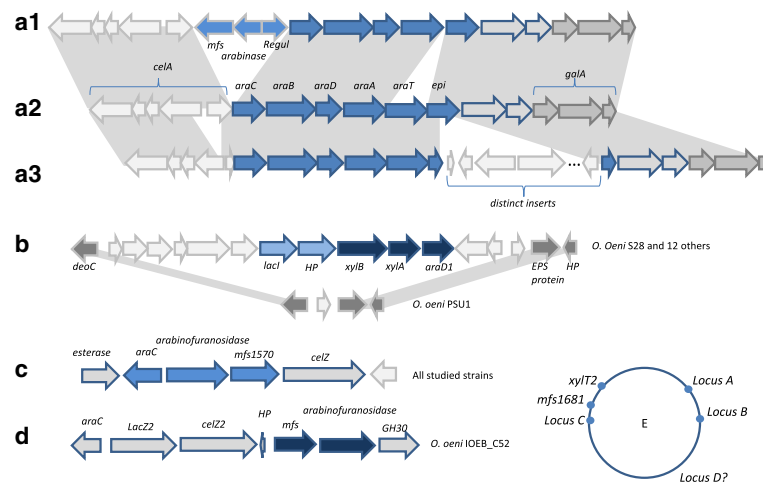 a1
mfs
Regul
arabinase
celA
galA
araC
araB
araD
araA
araT
epi
a2
a3
...
distinct inserts
b
O. Oeni S28 and 12 others
deoC
lacI
HP
xylB
xylA
araD1
EPS
protein
HP
O. oeni PSU1
c
esterase
araC
arabinofuranosidase
mfs1570
celZ
All studied strains
d
araC
LacZ2
celZ2
HP
mfs
arabinofuranosidase
GH30
O. oeni IOEB_C52
xylT2
mfs1681
Locus C
E
Locus A
Locus B
Locus D?